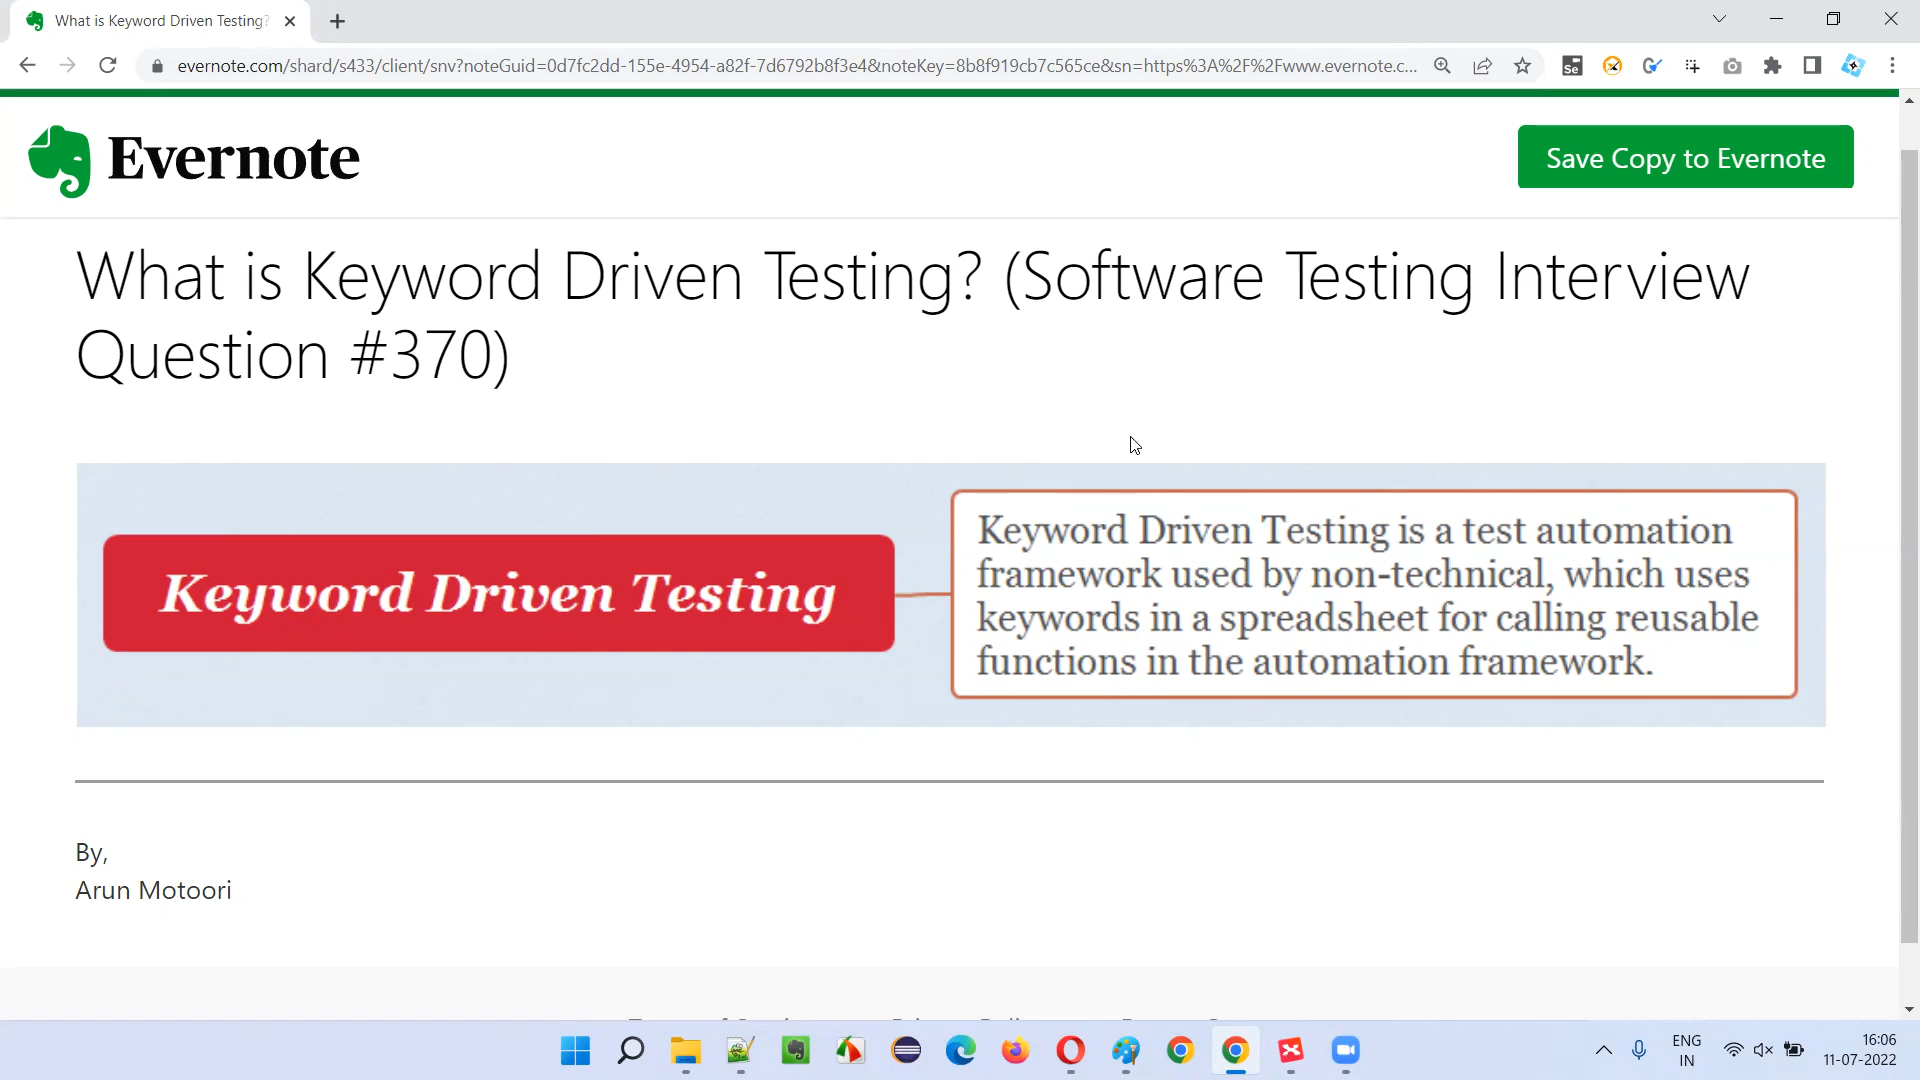 What is Keyword Driven Testing?
evernote.com/shard/s433/client/snv?noteGuid=0d7fc2dd-155e-4954-a82f-7d6792b8f3e4&noteKey=8b8f919cb7c565ce&sn=https%3A%2F%2Fwww.evernote.c...
Se
Evernote
Save Copy to Evernote
What is Keyword Driven Testing? (Software Testing Interview
Question #370)
Keyword Driven Testing
Keyword Driven Testing is a test automation
framework used by non-technical, which uses
keywords in a spreadsheet for calling reusable
functions in the automation framework.
By,
Arun Motoori
ENG
IN
16:06
11-07-2022